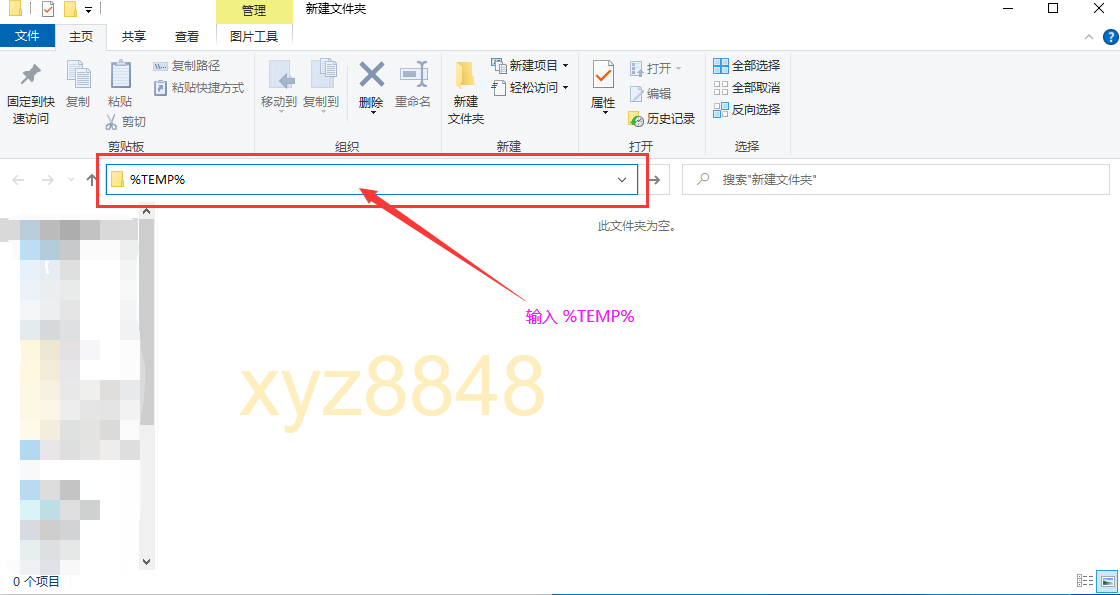 管理 新建文件夹
文件 主页 共享 查看 图片工具
固定到快速访问
复制
粘贴
复制路径
粘贴快捷方式
剪切
剪贴板
移动到
复制到
删除
重命名
组织
新建文件夹
新建项目
轻松访问
新建
属性
打开
编辑
历史记录
打开
全部选择
全部取消
反向选择
选择
%TEMP%
搜索"新建文件夹"
此文件夹为空。
输入 %TEMP%
xyz8848
0 个项目